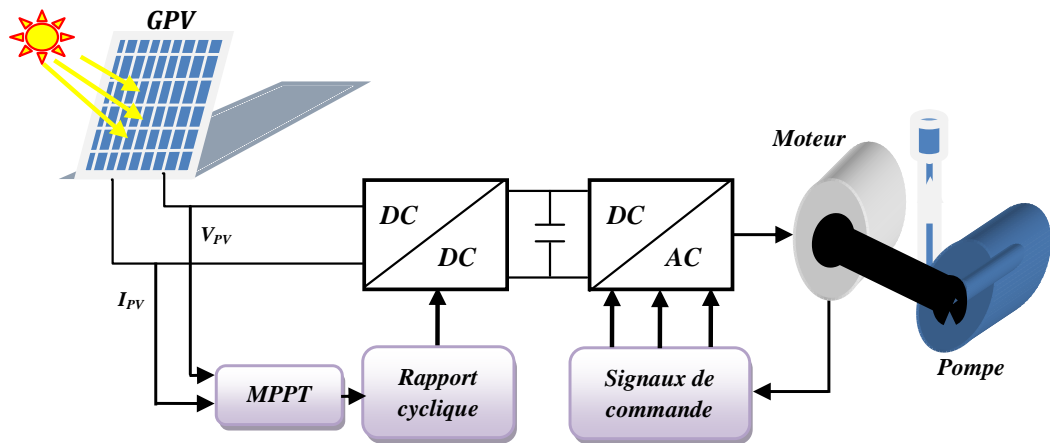 GPV
Moteur
DC
DC
DC
AC
V_PV
I_PV
MPPT
Rapport
cyclique
Signaux de
commande
Pompe